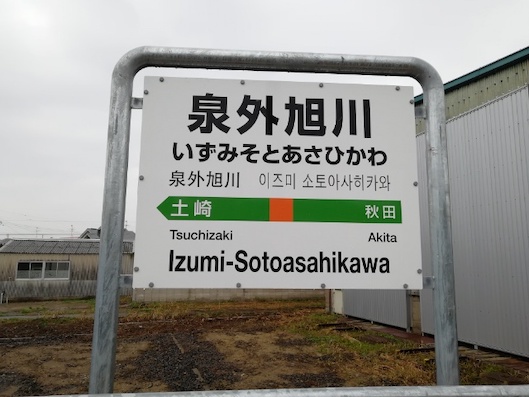 泉外旭川
いずみそとあさひかわ
泉外旭川 이즈미 소토아사히카와
土崎 秋田
Tsuchizaki Akita
Izumi-Sotoasahikawa